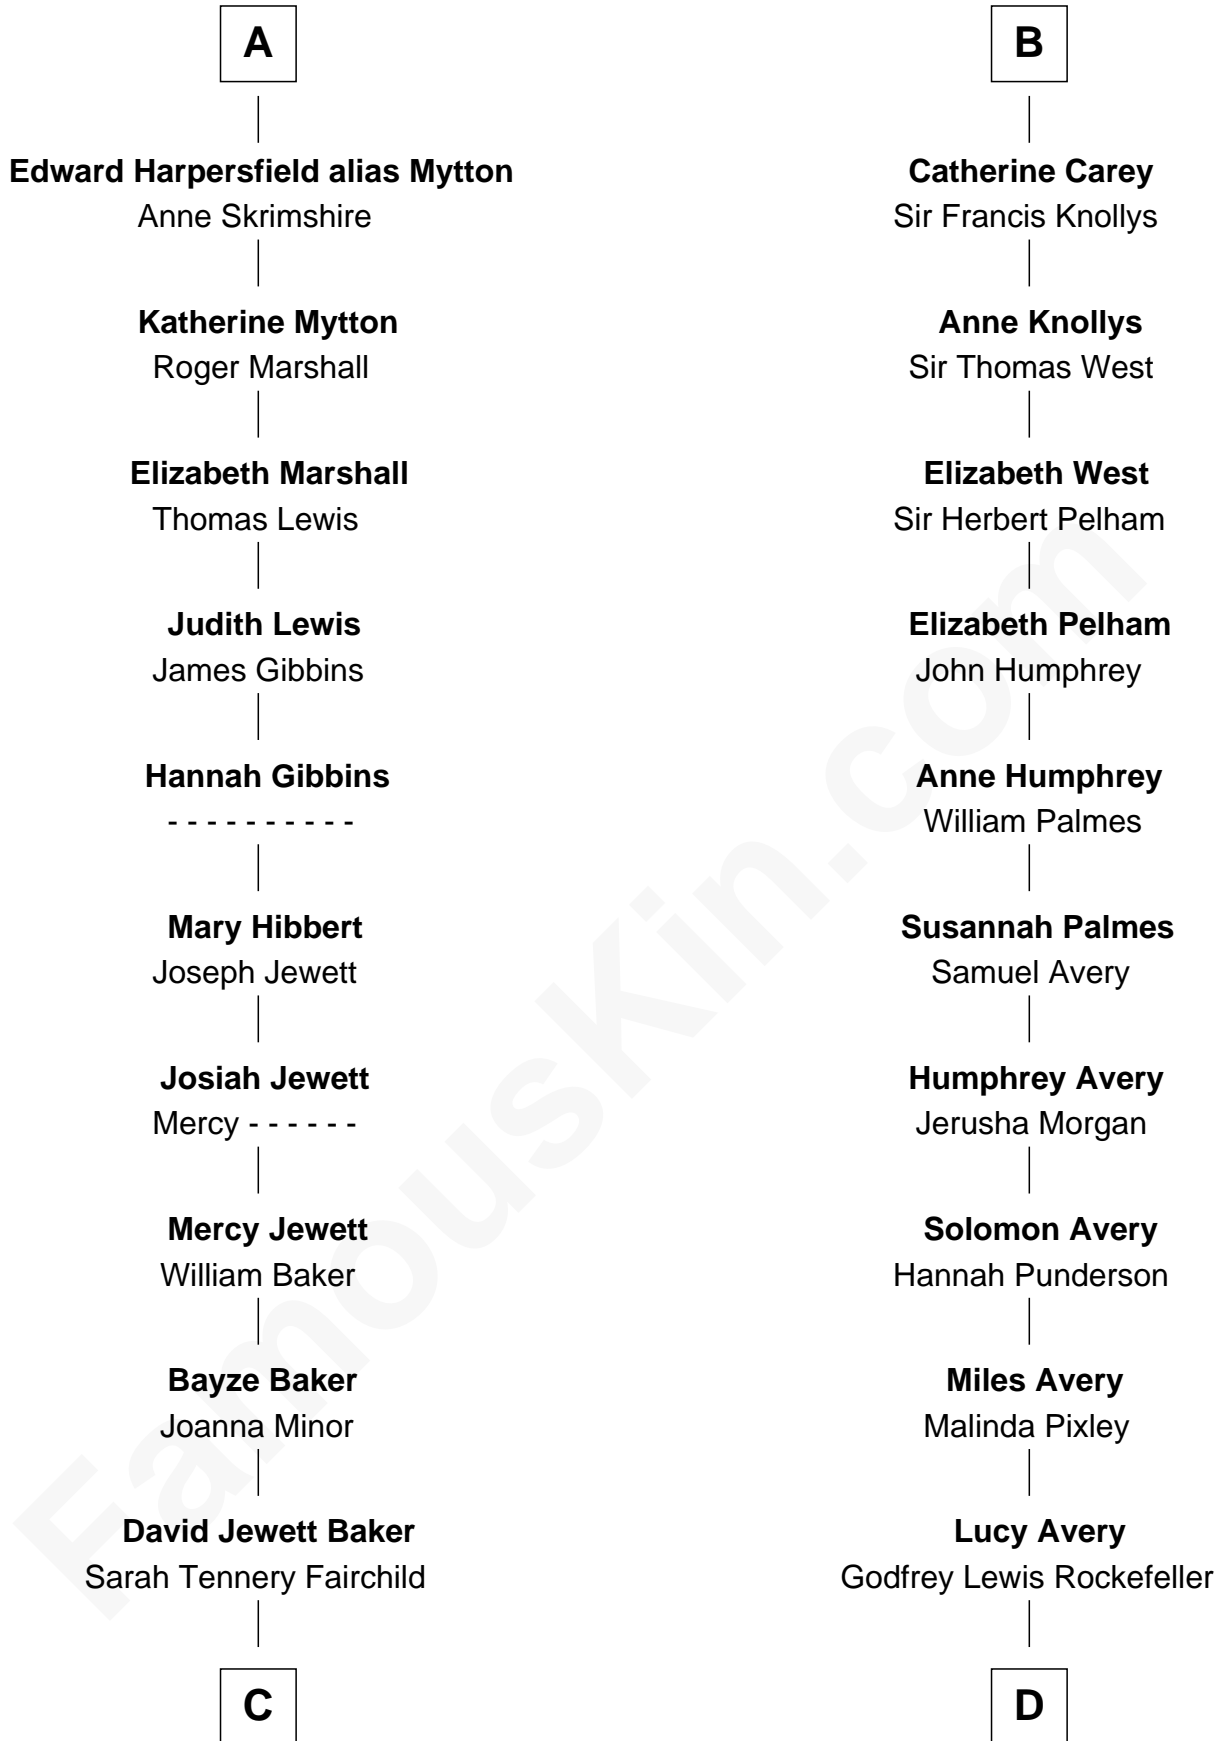 A
Edward Harpersfield alias Mytton
Anne Skrimshire
Katherine Mytton
Roger Marshall
Elizabeth Marshall
Thomas Lewis
Judith Lewis
James Gibbins
Hannah Gibbins
- - - - - - - - - -
Mary Hibbert
Joseph Jewett
Josiah Jewett
Mercy - - - - - -
Mercy Jewett
William Baker
Bayze Baker
Joanna Minor
David Jewett Baker
Sarah Tennery Fairchild
C
B
Catherine Carey
Sir Francis Knollys
Anne Knollys
Sir Thomas West
Elizabeth West
Sir Herbert Pelham
Elizabeth Pelham
John Humphrey
Anne Humphrey
William Palmes
Susannah Palmes
Samuel Avery
Humphrey Avery
Jerusha Morgan
Solomon Avery
Hannah Punderson
Miles Avery
Malinda Pixley
Lucy Avery
Godfrey Lewis Rockefeller
D
FamousKin.com